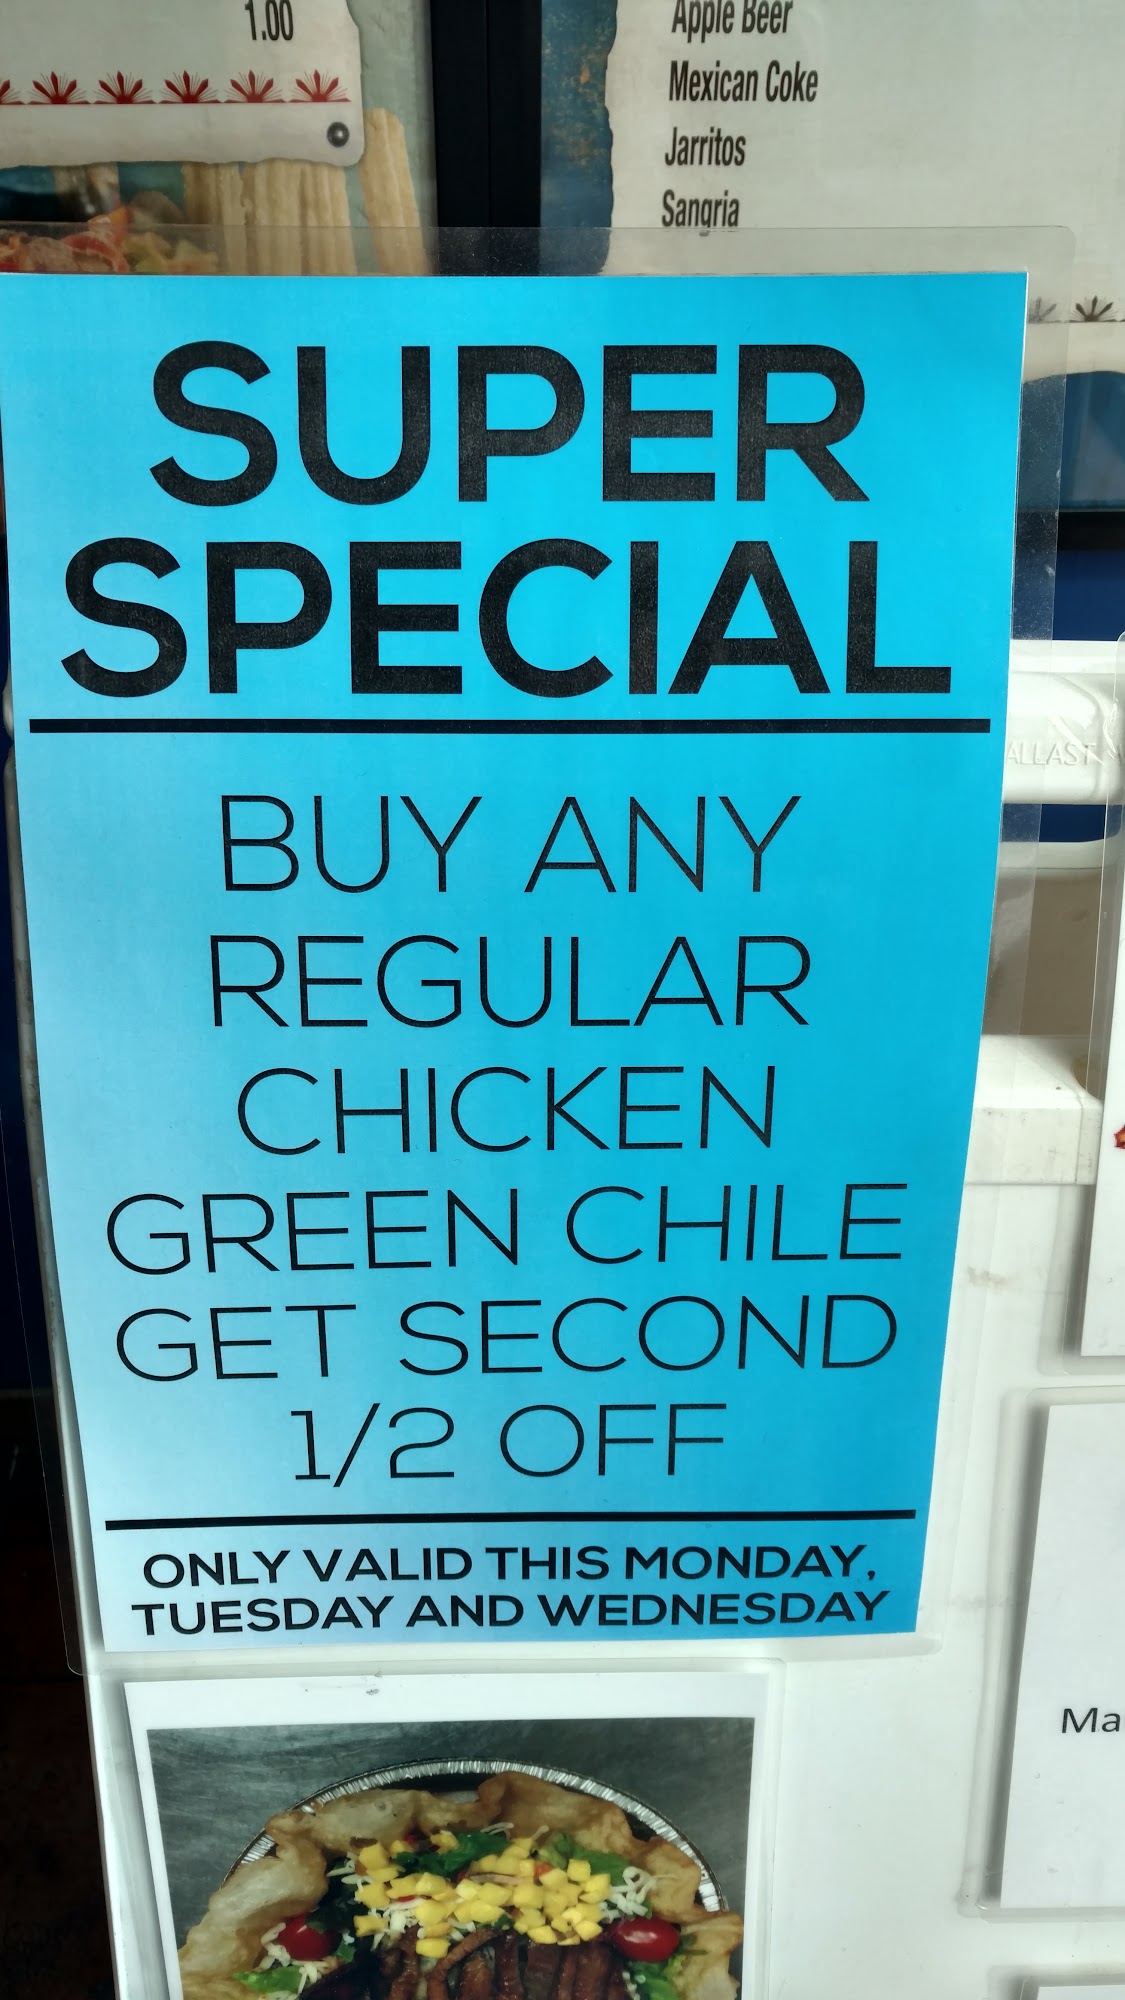 1.00
Apple Beer
Mexican Coke
Jarritos
Sangria
SUPER
SPECIAL
BUY ANY
REGULAR
CHICKEN
GREEN CHILE
GET SECOND
1/2 OFF
ONLY VALID THIS MONDAY,
TUESDAY AND WEDNESDAY